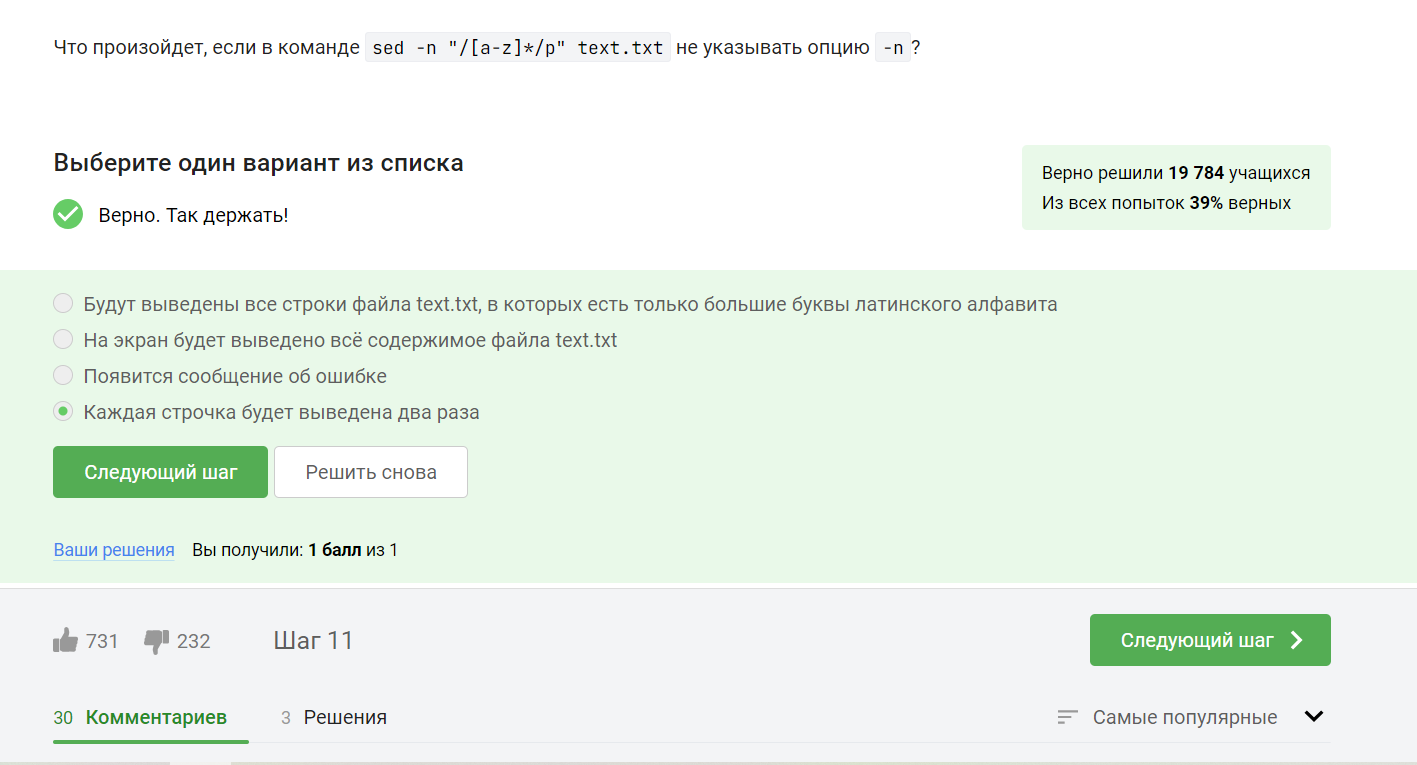 Что произойдет, если в команде sed -n "/[a-z]*/p" text.txt не указывать опцию -n?
Выберите один вариант из списка
Верно. Так держать!
Верно решили 19 784 учащихся
Из всех попыток 39% верных
Будут выведены все строки файла text.txt, в которых есть только большие буквы латинского алфавита
На экран будет выведено всё содержимое файла text.txt
Появится сообщение об ошибке
Каждая строчка будет выведена два раза
Следующий шаг
Решить снова
Ваши решения Вы получили: 1 балл из 1
731 232 Шаг 11
Следующий шаг
30 Комментариев 3 Решения
Самые популярные